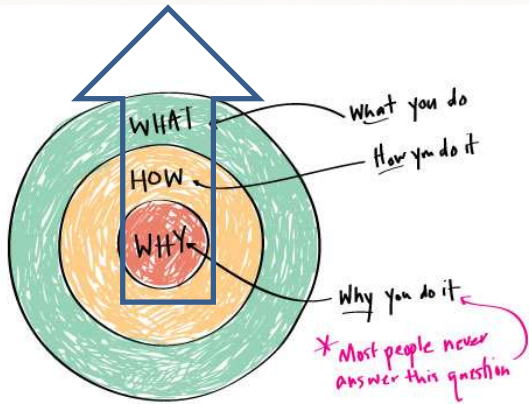 WHAT
HOW
WHY
What you do
How you do it
Why you do it
* Most people never
answer this question